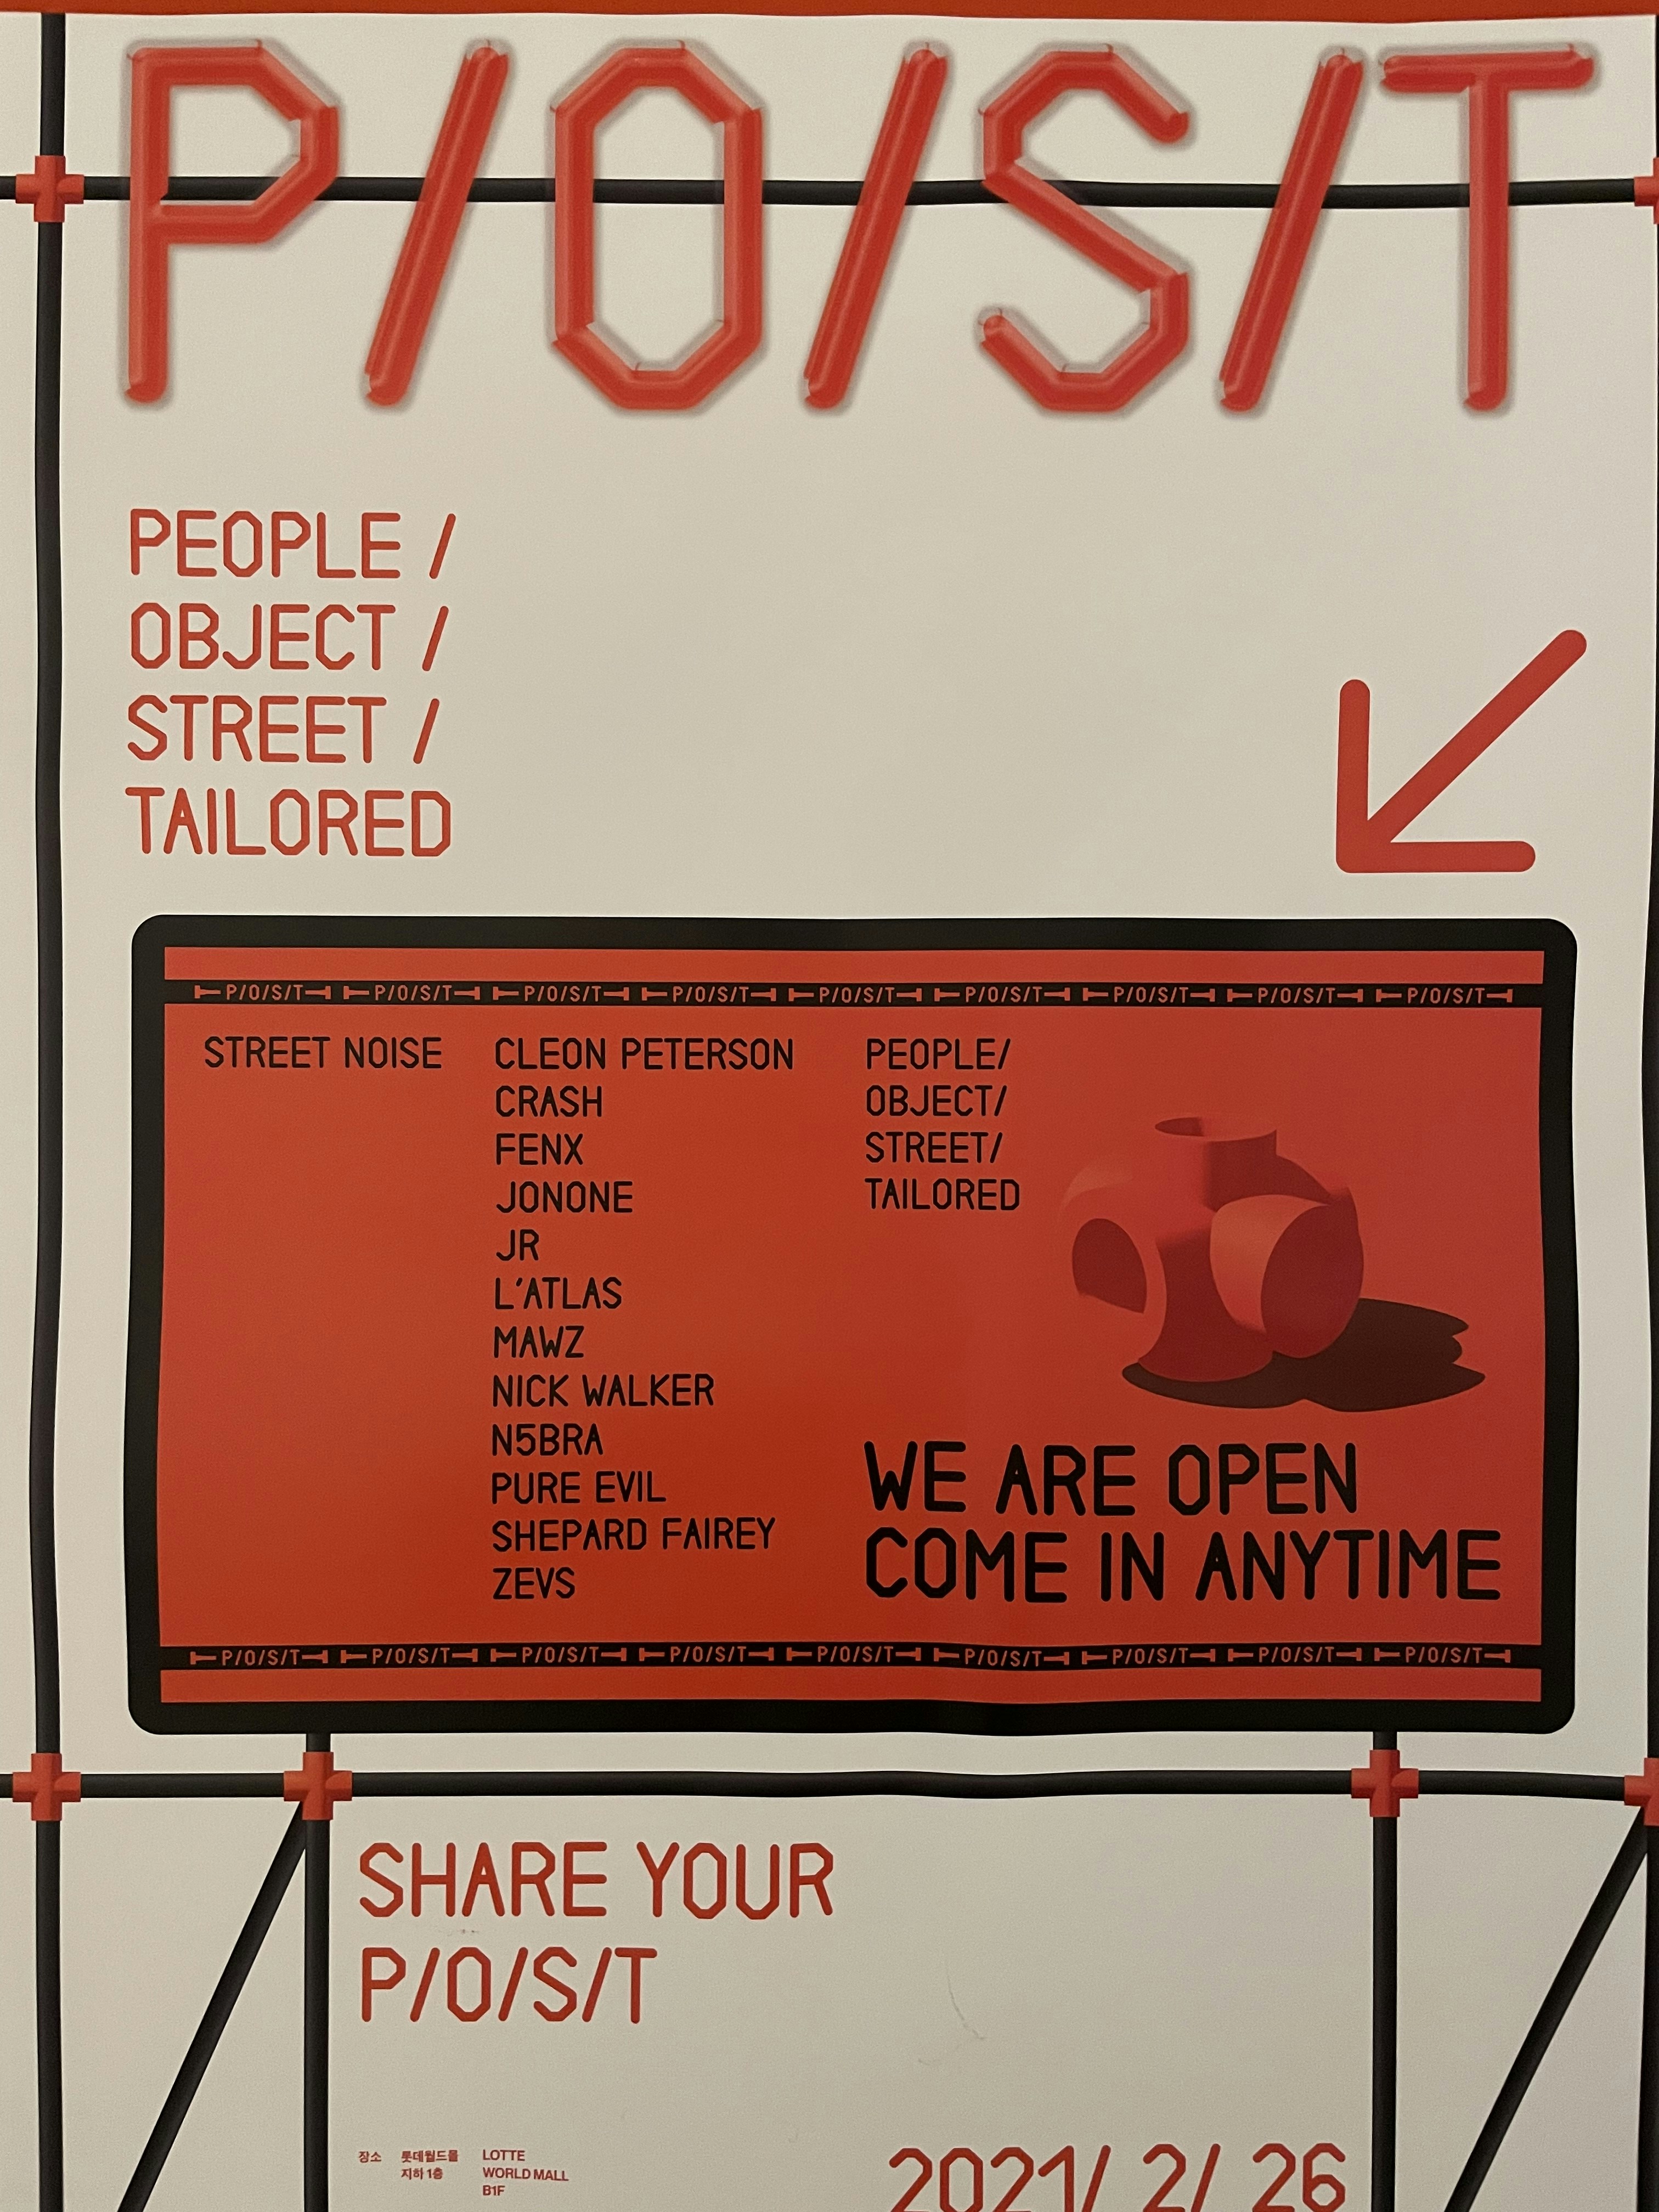 P/O/S/T
PEOPLE /
OBJECT /
STREET /
TAILORED
P/O/S/T P/O/S/T P/O/S/T P/O/S/T P/O/S/T P/O/S/T P/O/S/T P/O/S/T P/O/S/T
STREET NOISE
CLEON PETERSON
CRASH
FENX
JONONE
JR
L'ATLAS
MAWZ
NICK WALKER
N5BRA
PURE EVIL
SHEPARD FAIREY
ZEVS
PEOPLE/
OBJECT/
STREET/
TAILORED
WE ARE OPEN
COME IN ANYTIME
P/O/S/T P/O/S/T P/O/S/T P/O/S/T P/O/S/T P/O/S/T P/O/S/T P/O/S/T P/O/S/T
SHARE YOUR
P/O/S/T
장소
롯데월드몰
지하 1층
LOTTE
WORLD MALL
B1F
2021/ 2/ 26